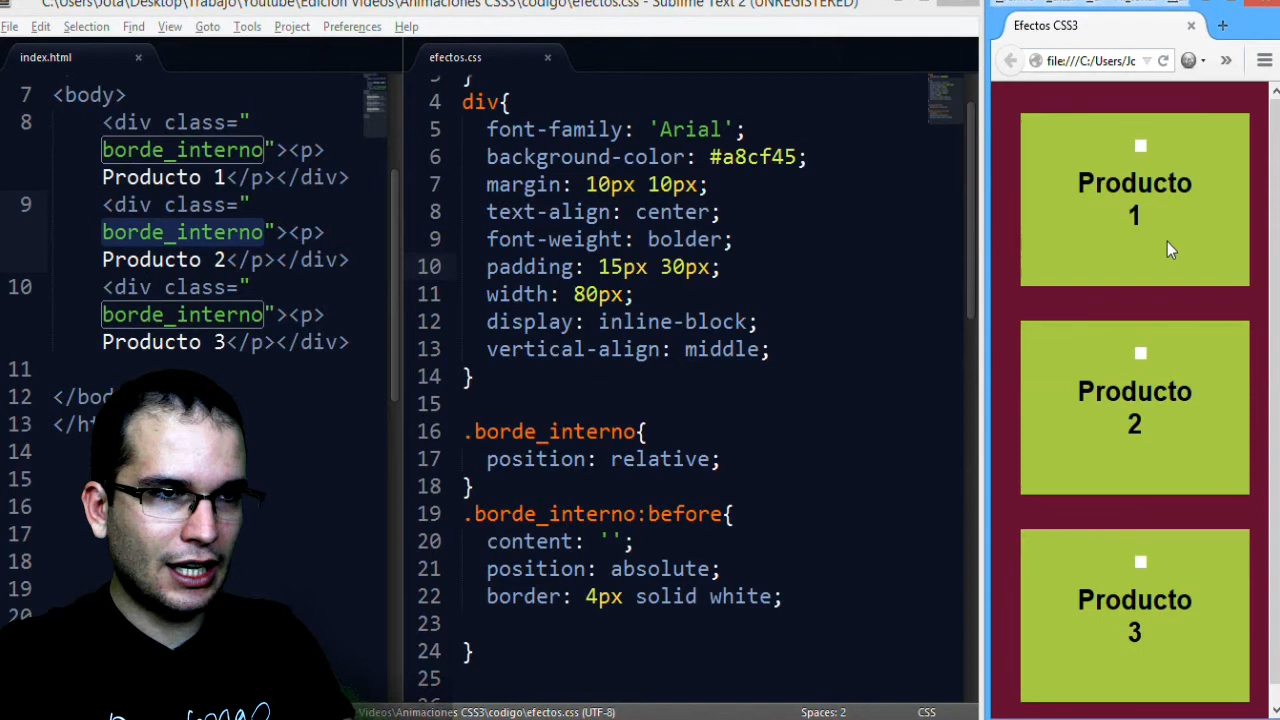 C:\Users\Jota\Desktop\Trabajo\Youtube\Edicion Videos\Animaciones CSS3\codigo\efectos.css - Sublime Text 2 (UNREGISTERED)
File Edit Selection Find View Goto Tools Project Preferences Help
index.html
7 <body>
8 <div class="
borde_interno"><p>
Producto 1</p></div>
9 <div class="
borde_interno"><p>
Producto 2</p></div>
10 <div class="
borde_interno"><p>
Producto 3</p></div>
11
12 </bod
13 </h
14
15
16
17
18
19
20
efectos.css
3 }
4 div{
5 font-family: 'Arial';
6 background-color: #a8cf45;
7 margin: 10px 10px;
8 text-align: center;
9 font-weight: bolder;
10 padding: 15px 30px;
11 width: 80px;
12 display: inline-block;
13 vertical-align: middle;
14 }
15
16 .borde_interno{
17 position: relative;
18 }
19 .borde_interno:before{
20 content: '';
21 position: absolute;
22 border: 4px solid white;
23
24 }
25
Videos\Animaciones CSS3\codigo\efectos.css (UTF-8)
Spaces: 2
CSS
Efectos CSS3
file:///C:/Users/Jo
Producto
1
Producto
2
Producto
3